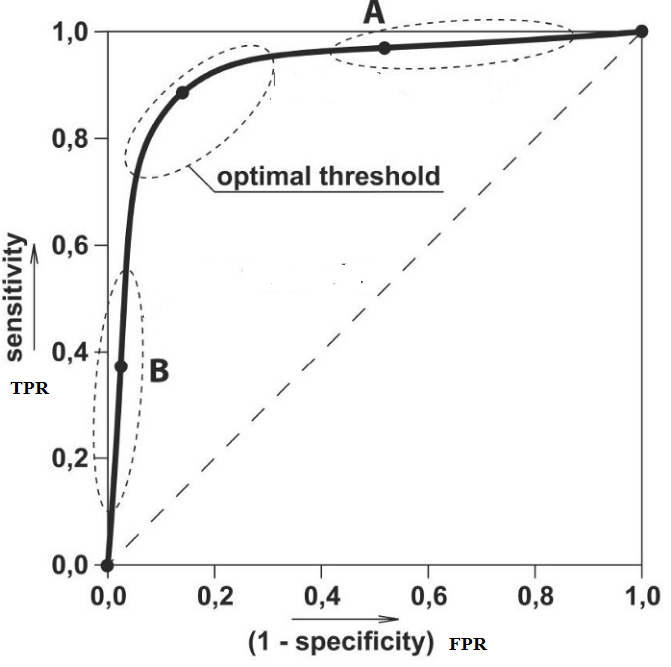 A
1,0
0,8
optimal threshold
0,6
sensitivity
0,4
B
TPR
0,2
0,0
0,0 0,2 0,4 0,6 0,8 1,0
(1 - specificity) FPR